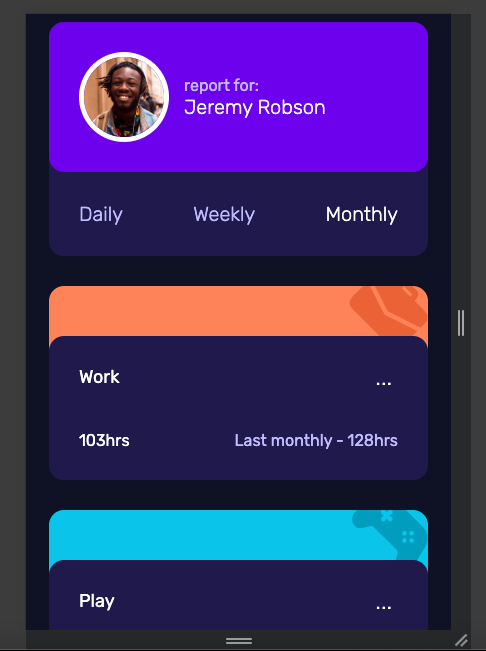 report for:
Jeremy Robson
Daily Weekly Monthly
Work ...
103hrs Last monthly - 128hrs
Play ...